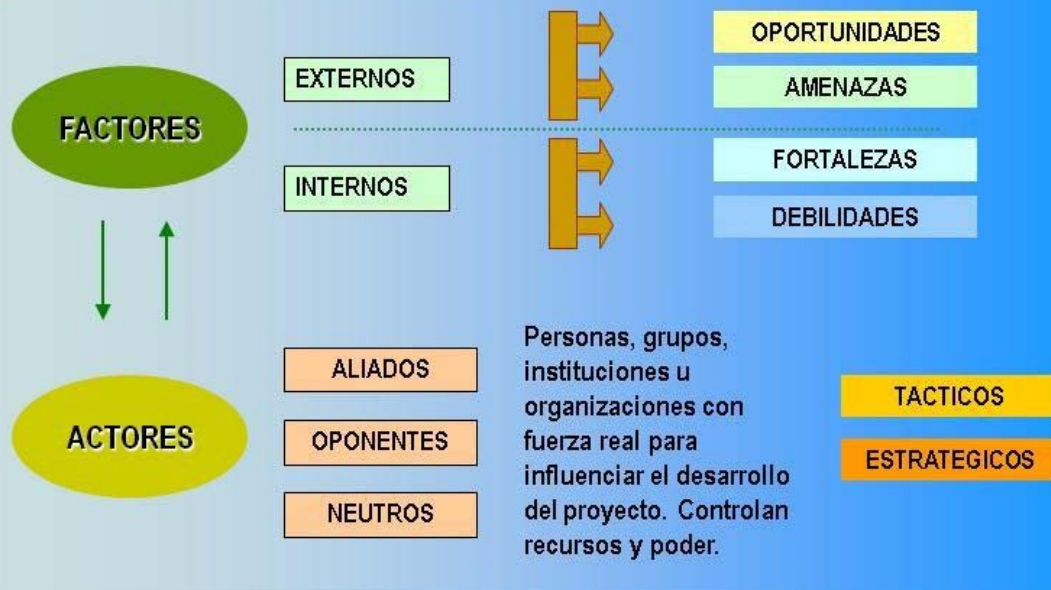 FACTORES
EXTERNOS
INTERNOS
OPORTUNIDADES
AMENAZAS
FORTALEZAS
DEBILIDADES
ACTORES
ALIADOS
OPONENTES
NEUTROS
Personas, grupos,
instituciones u
organizaciones con
fuerza real para
influenciar el desarrollo
del proyecto. Controlan
recursos y poder.
TACTICOS
ESTRATEGICOS